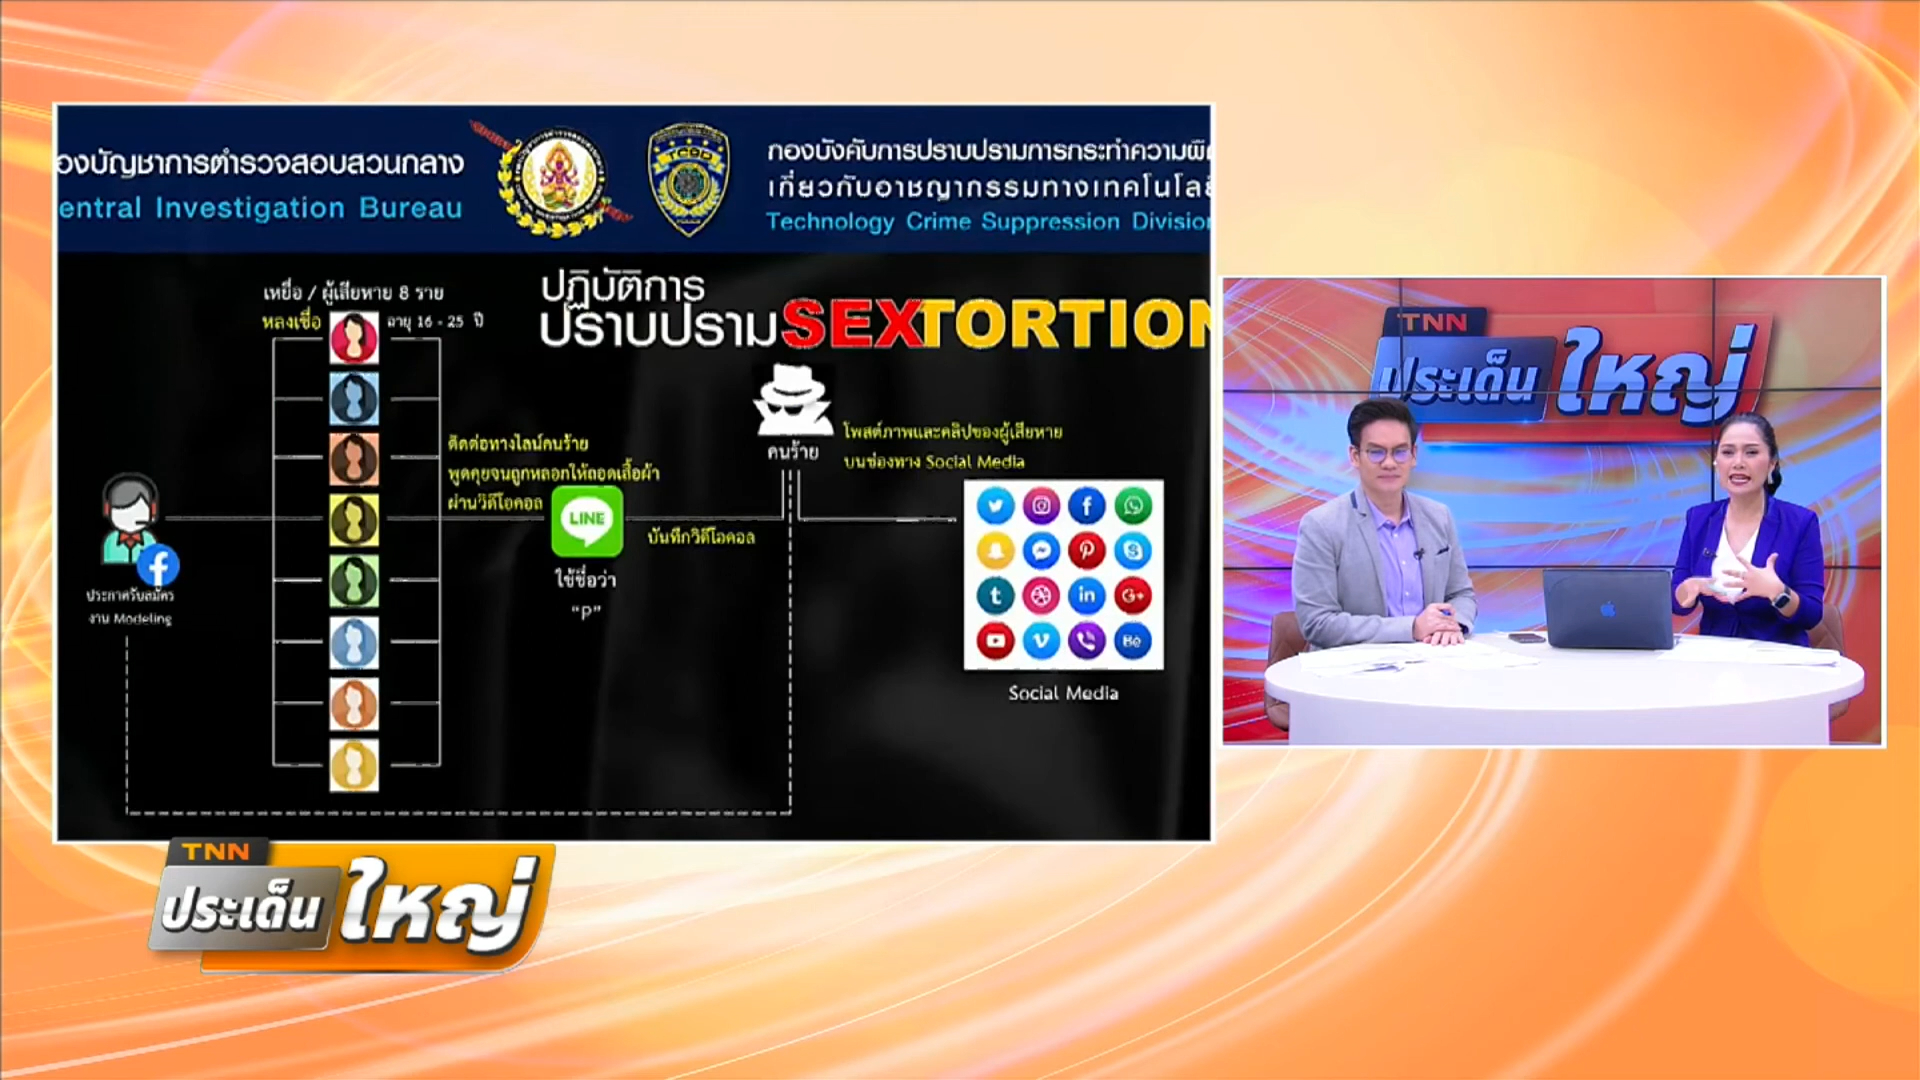 องบัญชาการตำรวจสอบสวนกลาง
entral Investigation Bureau
TCSD
กองบังคับการปราบปรามการกระทำความผิด
เกี่ยวกับอาชญากรรมทางเทคโนโลยี
Technology Crime Suppression Division
ปฏิบัติการ
ปราบปราม SEXTORTION
เหยื่อ / ผู้เสียหาย 8 ราย
หลงเชื่อ
อายุ 16 - 25 ปี
ติดต่อทางไลน์คนร้าย
พูดคุยจนถูกหลอกให้ถอดเสื้อผ้า
ผ่านวิดีโอคอล
LINE
ใช้ชื่อว่า
"P"
บันทึกวิดีโอคอล
คนร้าย
โพสต์ภาพและคลิปของผู้เสียหาย
บนช่องทาง Social Media
Social Media
ประกาศรับสมัคร
งาน Modeling
TNN
ประเด็นใหญ่
TNN
ประเด็นใหญ่